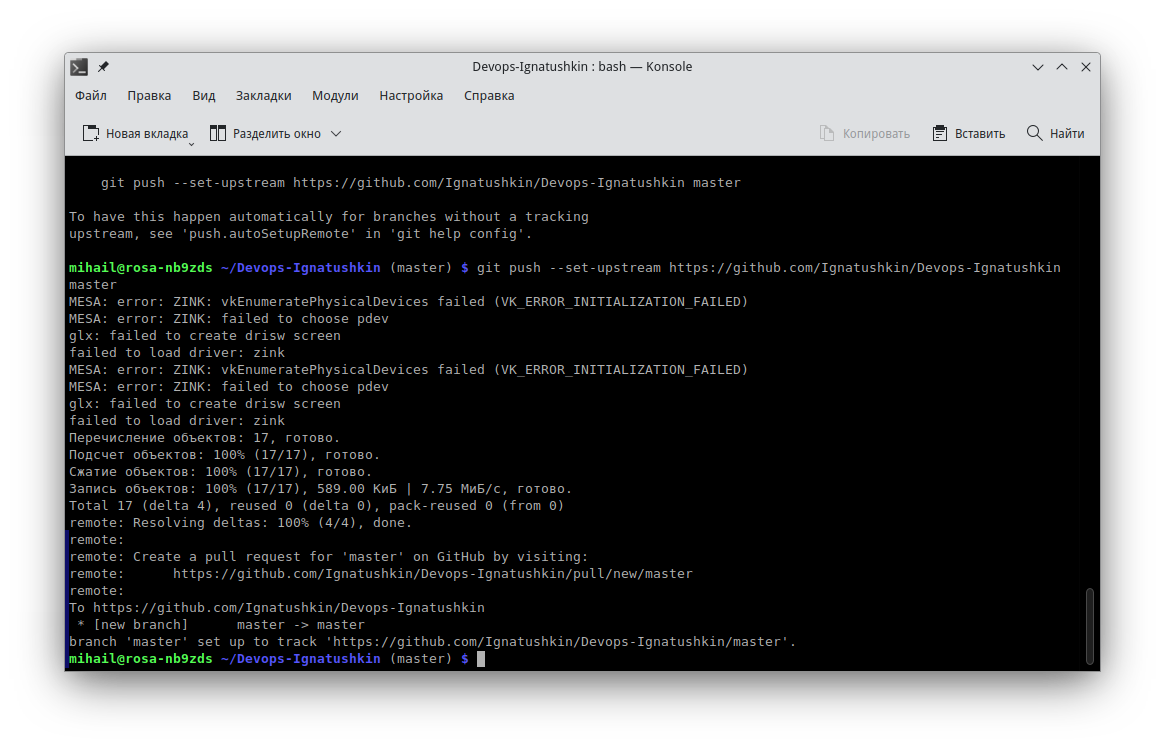 Devops-Ignatushkin : bash — Konsole
Файл Правка Вид Закладки Модули Настройка Справка
Новая вкладка Разделить окно Копировать Вставить Найти
git push --set-upstream https://github.com/Ignatushkin/Devops-Ignatushkin master
To have this happen automatically for branches without a tracking
upstream, see 'push.autoSetupRemote' in 'git help config'.
mihail@rosa-nb9zds ~/Devops-Ignatushkin (master) $ git push --set-upstream https://github.com/Ignatushkin/Devops-Ignatushkin
master
MESA: error: ZINK: vkEnumeratePhysicalDevices failed (VK_ERROR_INITIALIZATION_FAILED)
MESA: error: ZINK: failed to choose pdev
glx: failed to create drisw screen
failed to load driver: zink
MESA: error: ZINK: vkEnumeratePhysicalDevices failed (VK_ERROR_INITIALIZATION_FAILED)
MESA: error: ZINK: failed to choose pdev
glx: failed to create drisw screen
failed to load driver: zink
Перечисление объектов: 17, готово.
Подсчет объектов: 100% (17/17), готово.
Сжатие объектов: 100% (17/17), готово.
Запись объектов: 100% (17/17), 589.00 КиБ | 7.75 МиБ/с, готово.
Total 17 (delta 4), reused 0 (delta 0), pack-reused 0 (from 0)
remote: Resolving deltas: 100% (4/4), done.
remote:
remote: Create a pull request for 'master' on GitHub by visiting:
remote:      https://github.com/Ignatushkin/Devops-Ignatushkin/pull/new/master
remote:
To https://github.com/Ignatushkin/Devops-Ignatushkin
 * [new branch]      master -> master
branch 'master' set up to track 'https://github.com/Ignatushkin/Devops-Ignatushkin/master'.
mihail@rosa-nb9zds ~/Devops-Ignatushkin (master) $